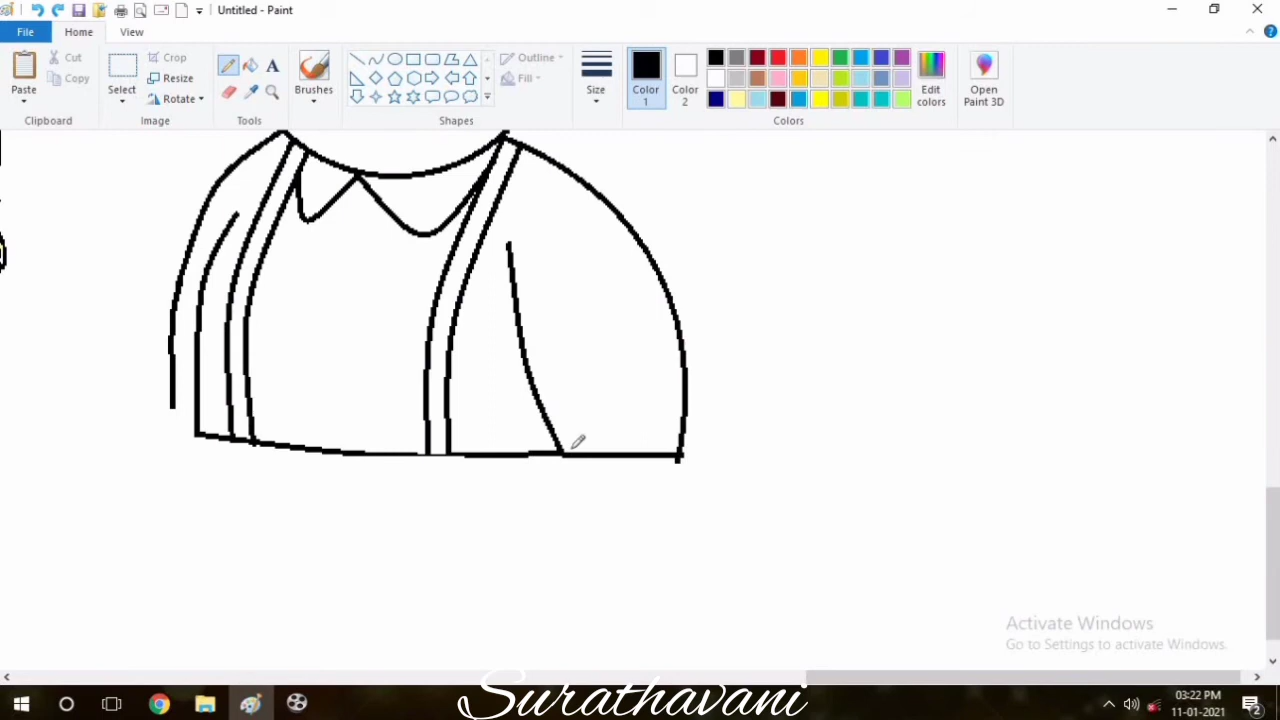 Untitled - Paint
File
Home
View
Paste
Cut
Copy
Clipboard
Select
Crop
Resize
Rotate
Image
A
Tools
Brushes
Shapes
Outline
Fill
Size
Color
1
Color
2
Colors
Edit
colors
Open
Paint 3D
Activate Windows
Go to Settings to activate Windows.
Surathavani
03:22 PM
11-01-2021
2